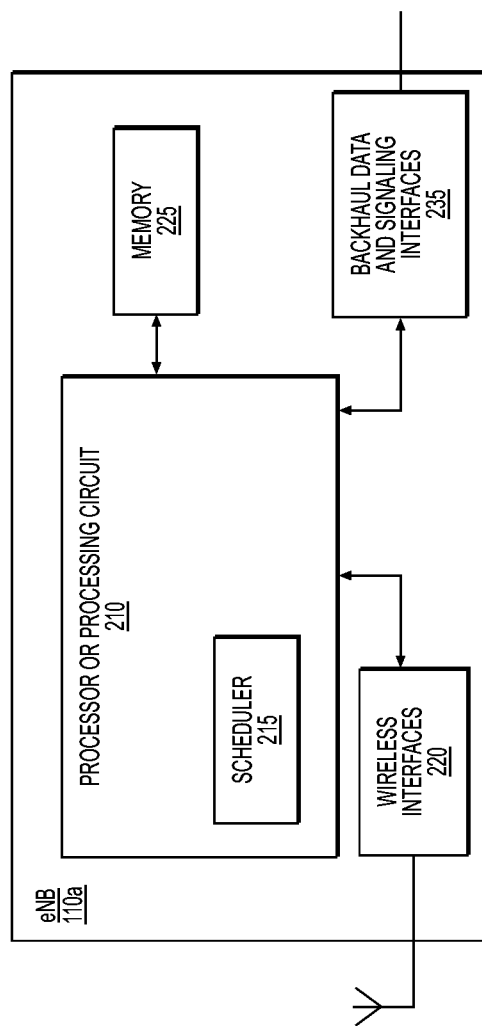 eNB
110a
PROCESSOR OR PROCESSING CIRCUIT
210
SCHEDULER
215
MEMORY
225
WIRELESS
INTERFACES
220
BACKHAUL DATA
AND SIGNALING
INTERFACES
235